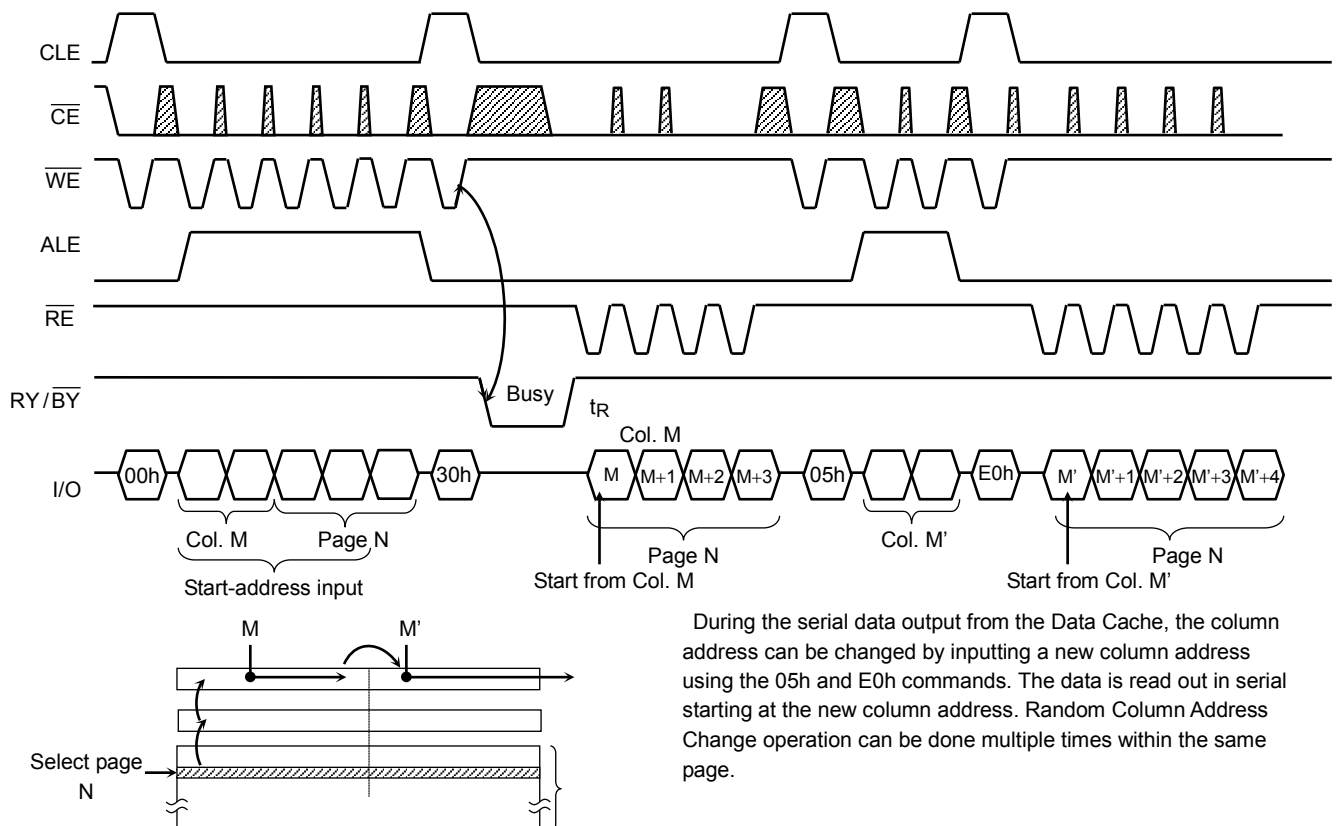 CLE
CE
WE
ALE
RE
RY/BY
Busy
tR
Col. M
I/O
00h
30h
M
M+1
M+2
M+3
05h
E0h
M'
M'+1
M'+2
M'+3
M'+4
Col. M
Page N
Page N
Col. M'
Page N
Start-address input
Start from Col. M
Start from Col. M'
M
M'
Select page
N
During the serial data output from the Data Cache, the column
address can be changed by inputting a new column address
using the 05h and E0h commands. The data is read out in serial
starting at the new column address. Random Column Address
Change operation can be done multiple times within the same
page.